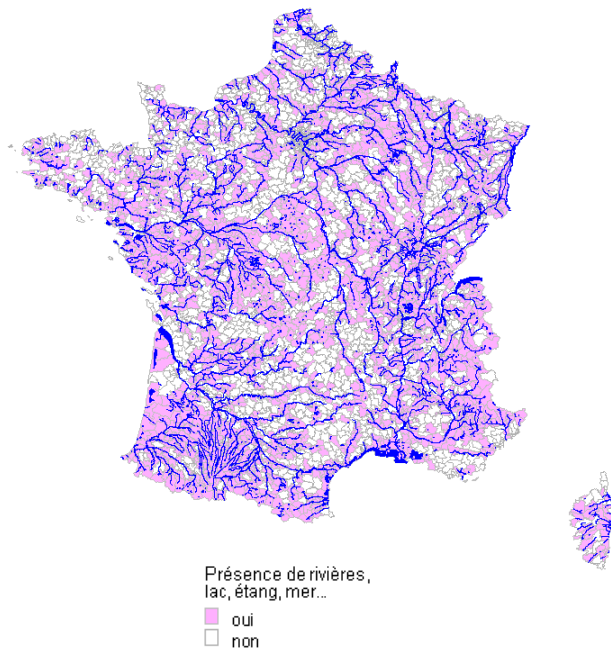 Présence de rivières,
lac, étang, mer...
oui
non